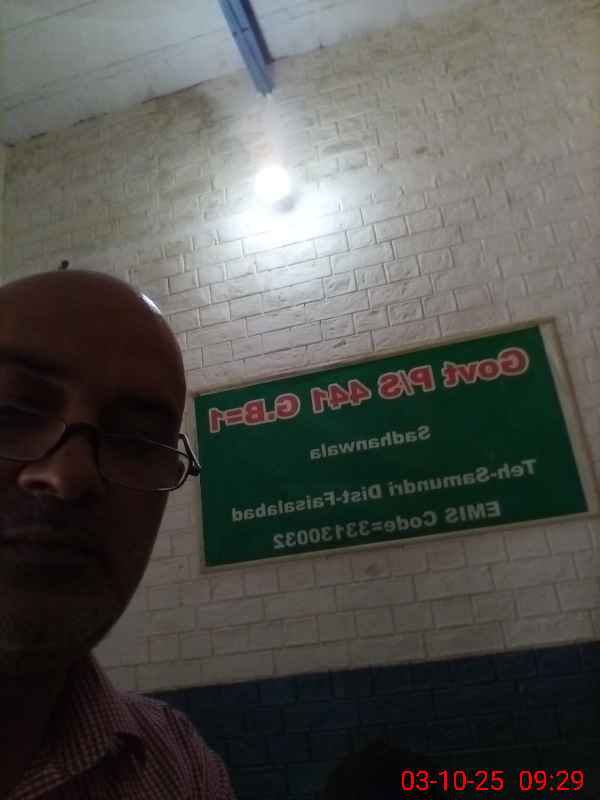 Govt P/S 441 G.B=1
Sadhanwala
Teh-Samundri Dist-Faisalabad
EMIS Code=33130032
03-10-25 09:29